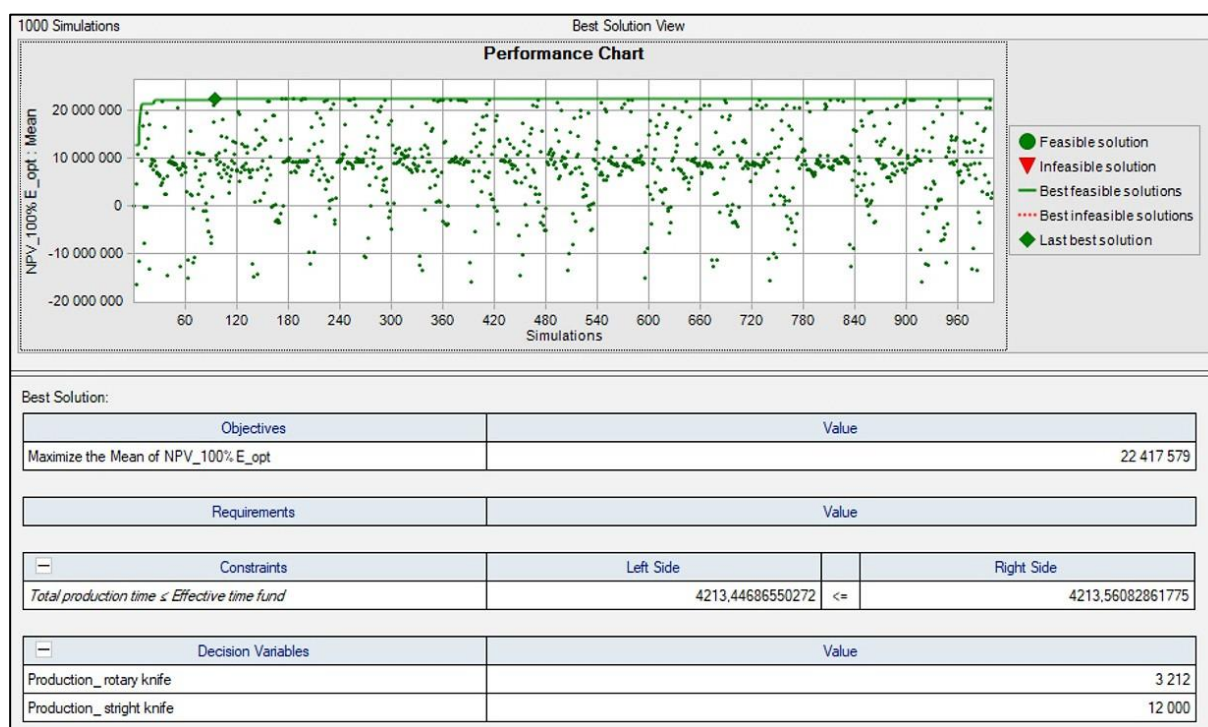 1000 Simulations Best Solution View
Performance Chart
NPV_100% E_opt : Mean
20 000 000
10 000 000
0
-10 000 000
-20 000 000
60 120 180 240 300 360 420 480 540 600 660 720 780 840 900 960
Simulations
Feasible solution
Infeasible solution
Best feasible solutions
Best infeasible solutions
Last best solution
Best Solution:
Objectives Value
Maximize the Mean of NPV_100% E_opt 22 417 579
Requirements Value
Constraints Left Side Right Side
Total production time ≤ Effective time fund 4213,44686550272 <= 4213,56082861775
Decision Variables Value
Production_ rotary knife 3 212
Production_ stright knife 12 000